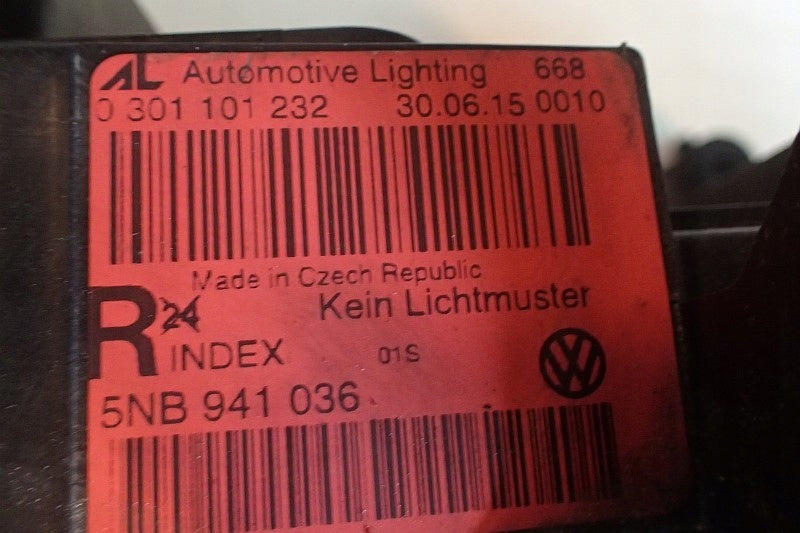 AL Automotive Lighting 668
0 301 101 232 30.06.15 0010
Made in Czech Republic
R 24 Kein Lichtmuster
INDEX 01S
5NB 941 036